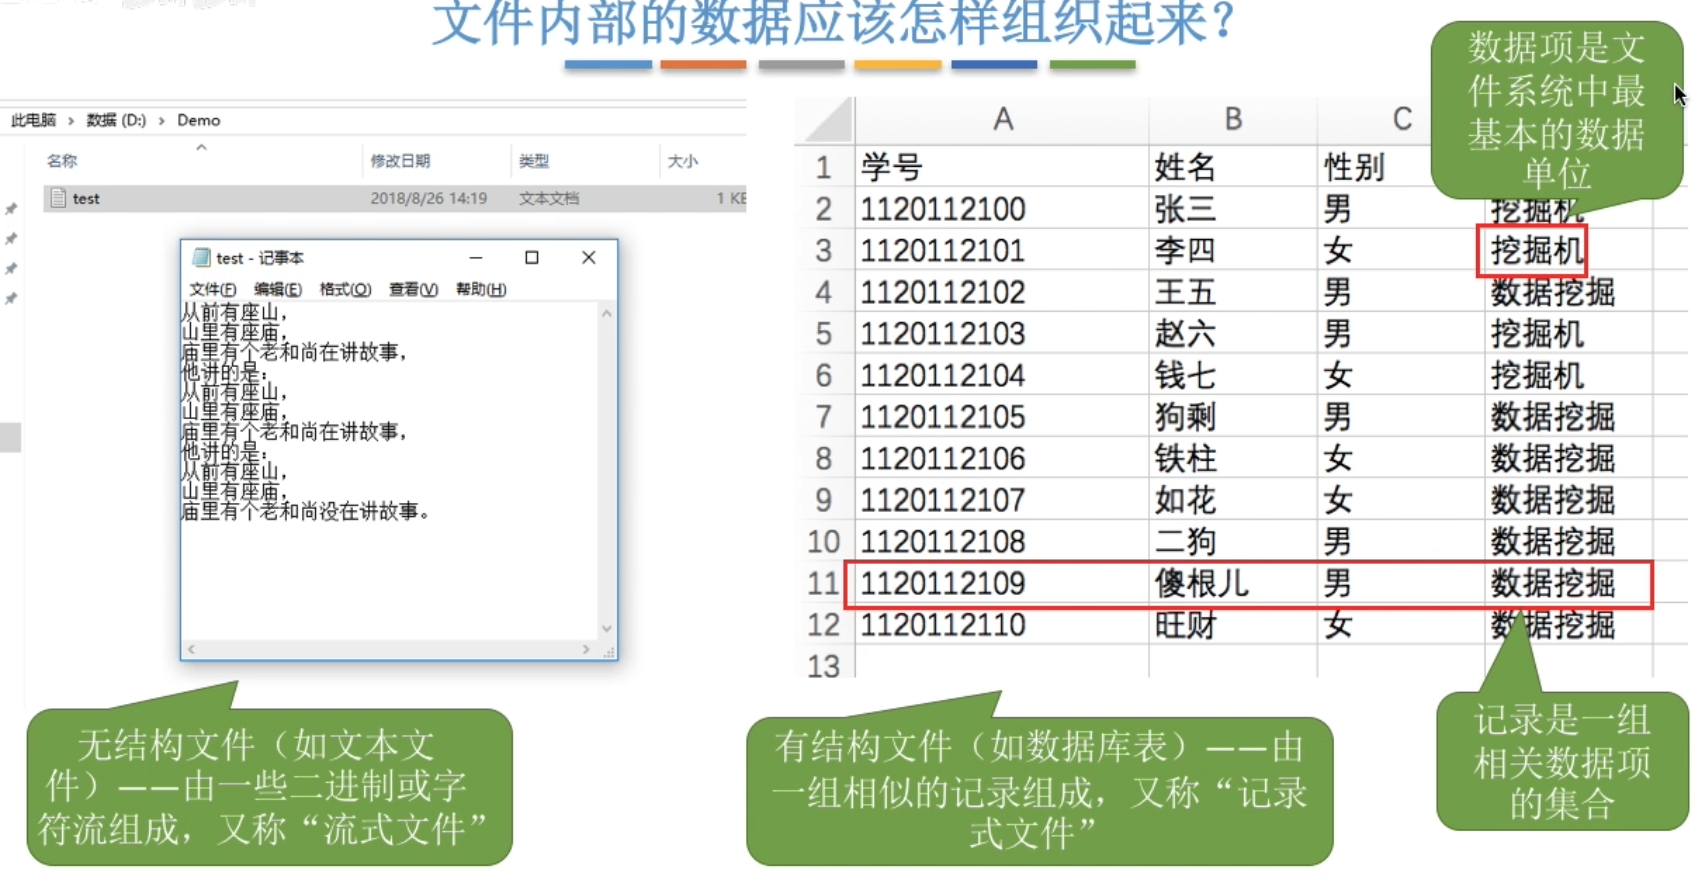 文件内部的数据应该怎样组织起来？
此电脑 › 数据 (D:) › Demo
名称 修改日期 类型 大小
test 2018/8/26 14:19 文本文档 1 KB
test - 记事本
文件(F) 编辑(E) 格式(O) 查看(V) 帮助(H)
从前有座山，
山里有座庙，
庙里有个老和尚在讲故事，
他讲的是：
从前有座山，
山里有座庙，
庙里有个老和尚在讲故事，
他讲的是：
从前有座山，
山里有座庙，
庙里有个老和尚没在讲故事。
无结构文件（如文本文
件）——由一些二进制或字
符流组成，又称“流式文件”
A B C
1 学号 姓名 性别
2 1120112100 张三 男 挖掘机
3 1120112101 李四 女 挖掘机
4 1120112102 王五 男 数据挖掘
5 1120112103 赵六 男 挖掘机
6 1120112104 钱七 女 挖掘机
7 1120112105 狗剩 男 数据挖掘
8 1120112106 铁柱 女 数据挖掘
9 1120112107 如花 女 数据挖掘
10 1120112108 二狗 男 数据挖掘
11 1120112109 傻根儿 男 数据挖掘
12 1120112110 旺财 女 数据挖掘
13
数据项是文
件系统中最
基本的数据
单位
有结构文件（如数据库表）——由
一组相似的记录组成，又称“记录
式文件”
记录是一组
相关数据项
的集合